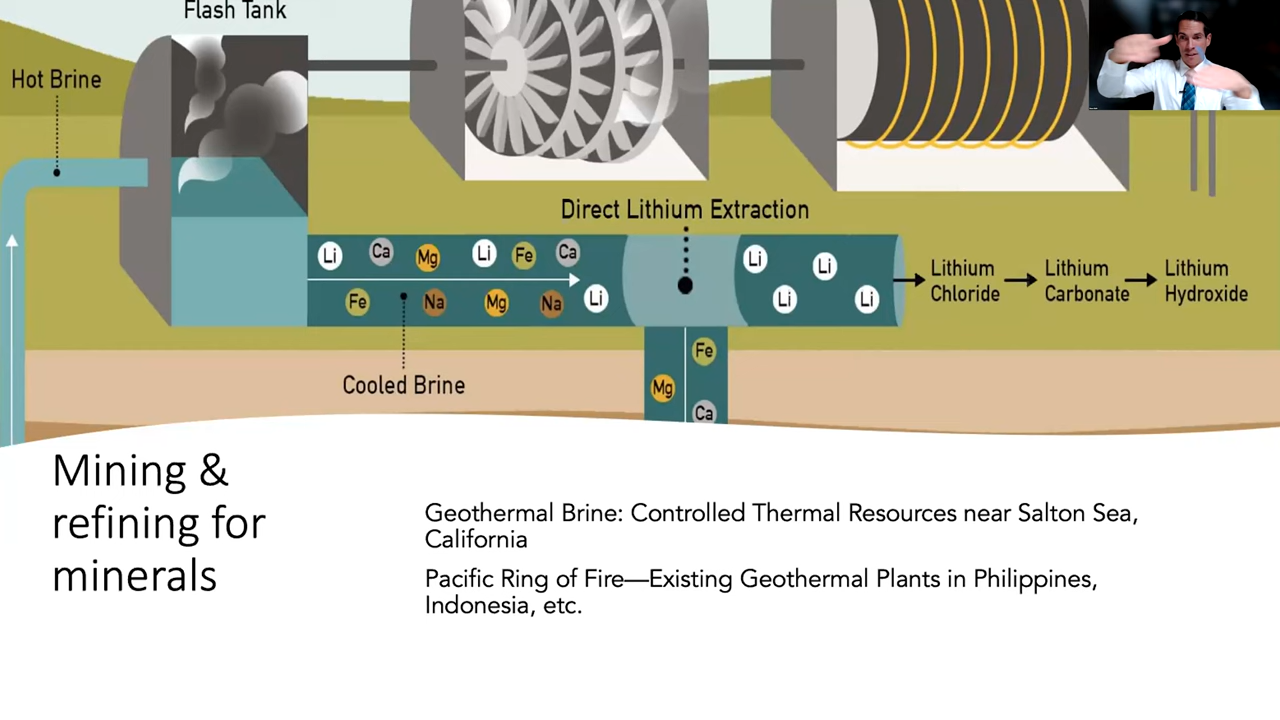 Flash Tank
Hot Brine
Direct Lithium Extraction
Li Ca Mg Li Fe Ca
Fe Na Mg Na Li
Li Li
Li Li
Lithium
Chloride
Lithium
Carbonate
Lithium
Hydroxide
Cooled Brine
Fe
Mg
Ca
Mining &
refining for
minerals
Geothermal Brine: Controlled Thermal Resources near Salton Sea,
California
Pacific Ring of Fire—Existing Geothermal Plants in Philippines,
Indonesia, etc.